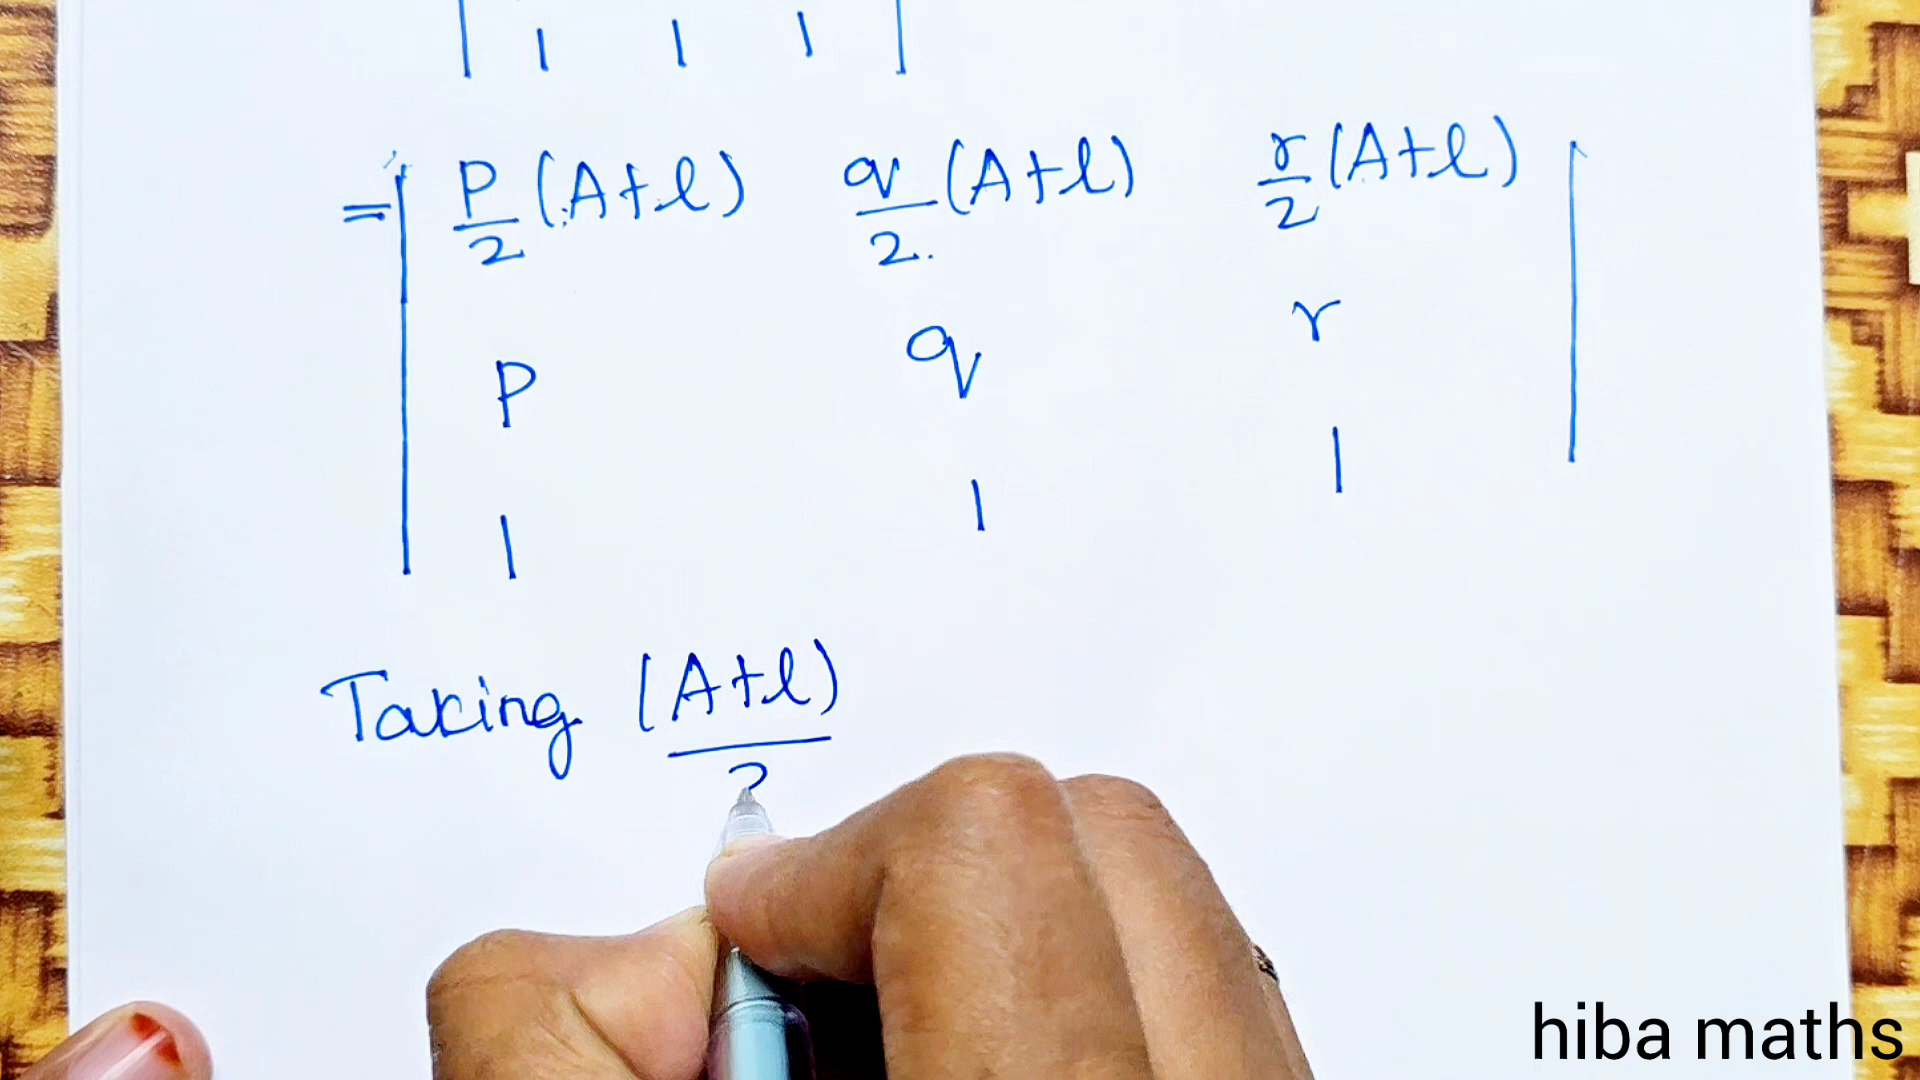 | 1 1 1 |
= | p/2 (A+l) q/2. (A+l) r/2 (A+l) |
p q r
1 1 1
Taking (A+l)/2
hiba maths